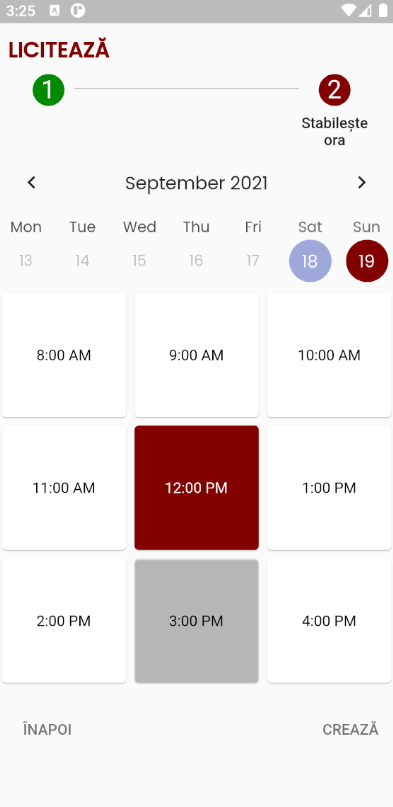 3:25
LICITEAZĂ
1
2
Stabilește
ora
September 2021
Mon Tue Wed Thu Fri Sat Sun
13 14 15 16 17 18 19
8:00 AM 9:00 AM 10:00 AM
11:00 AM 12:00 PM 1:00 PM
2:00 PM 3:00 PM 4:00 PM
ÎNAPOI CREAZĂ